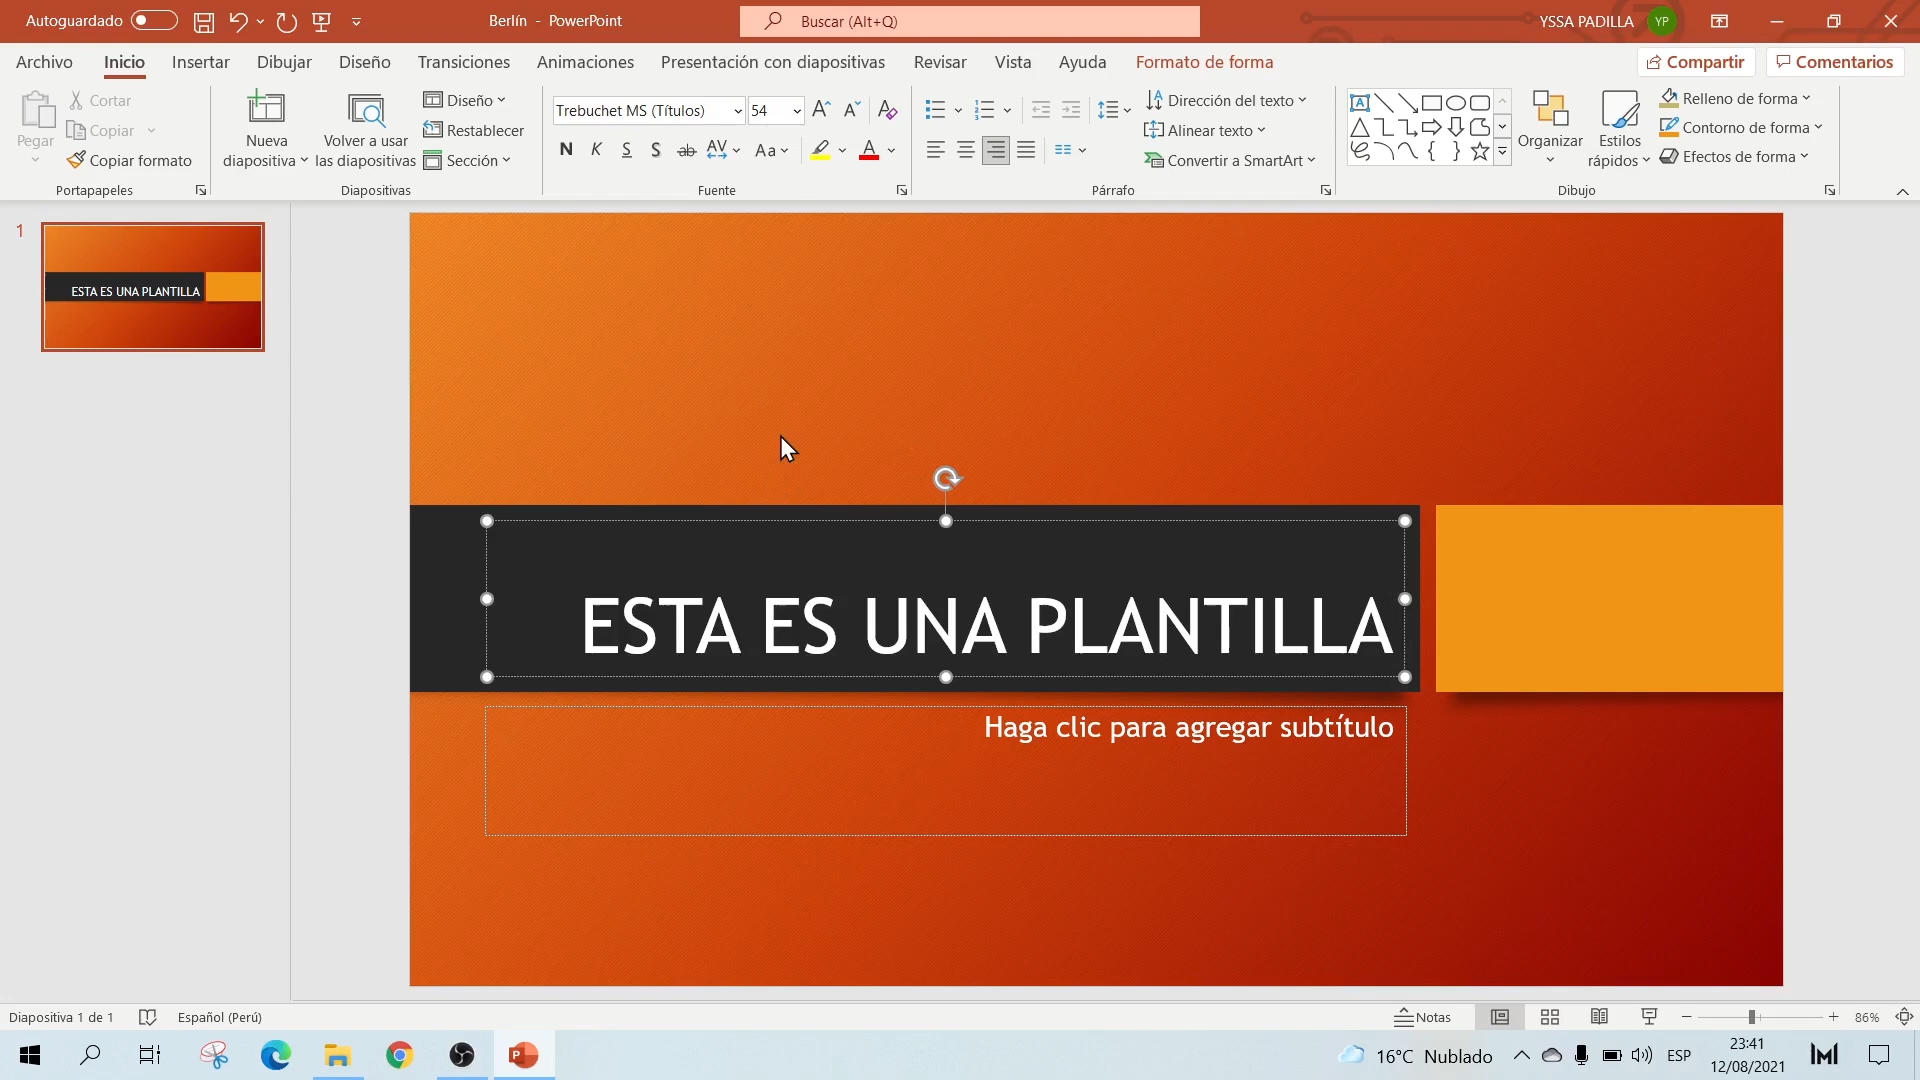 Autoguardado
Berlín - PowerPoint
Buscar (Alt+Q)
YSSA PADILLA
YP
Archivo Inicio Insertar Dibujar Diseño Transiciones Animaciones Presentación con diapositivas Revisar Vista Ayuda Formato de forma
Compartir
Comentarios
Pegar
Cortar
Copiar
Copiar formato
Portapapeles
Nueva
diapositiva
Volver a usar
las diapositivas
Diseño
Restablecer
Sección
Diapositivas
Trebuchet MS (Títulos)
54
N K S S ab AV Aa A
Fuente
Dirección del texto
Alinear texto
Convertir a SmartArt
Párrafo
Organizar
Estilos
rápidos
Relleno de forma
Contorno de forma
Efectos de forma
Dibujo
1
ESTA ES UNA PLANTILLA
ESTA ES UNA PLANTILLA
Haga clic para agregar subtítulo
Diapositiva 1 de 1
Español (Perú)
Notas
86%
16°C Nublado
ESP
23:41
12/08/2021